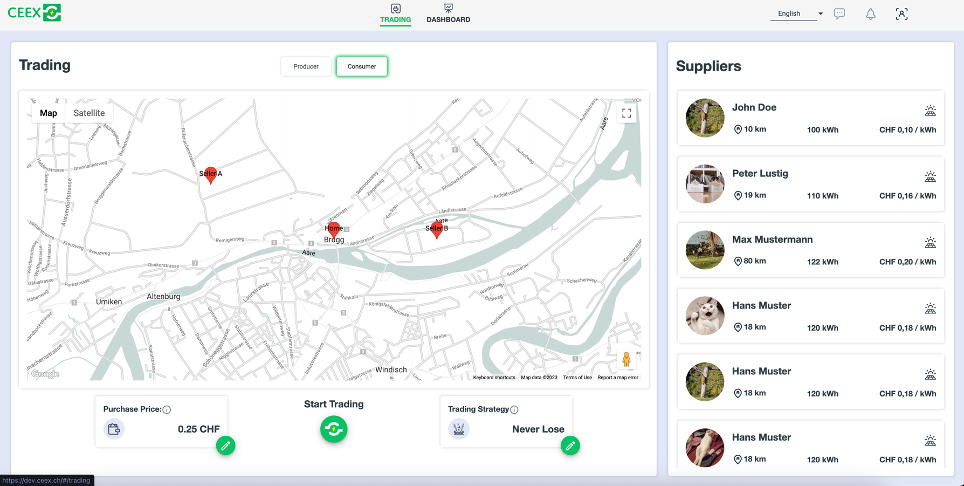 CEEX
TRADING
DASHBOARD
English
Trading
Producer
Consumer
Map
Satellite
Seller A
Home
Seller B
Brugg
Aare
Aare
Aare
Umiken
Altenburg
Windisch
Google
Keyboard shortcuts
Map data ©2023
Terms of Use
Report a map error
Purchase Price:
0.25 CHF
Start Trading
Trading Strategy
Never Lose
Suppliers
John Doe
10 km 100 kWh CHF 0,10 / kWh
Peter Lustig
19 km 110 kWh CHF 0,16 / kWh
Max Mustermann
80 km 122 kWh CHF 0,20 / kWh
Hans Muster
18 km 120 kWh CHF 0,18 / kWh
Hans Muster
18 km 120 kWh CHF 0,18 / kWh
Hans Muster
18 km 120 kWh CHF 0,18 / kWh
https://dev.ceex.ch/#/trading